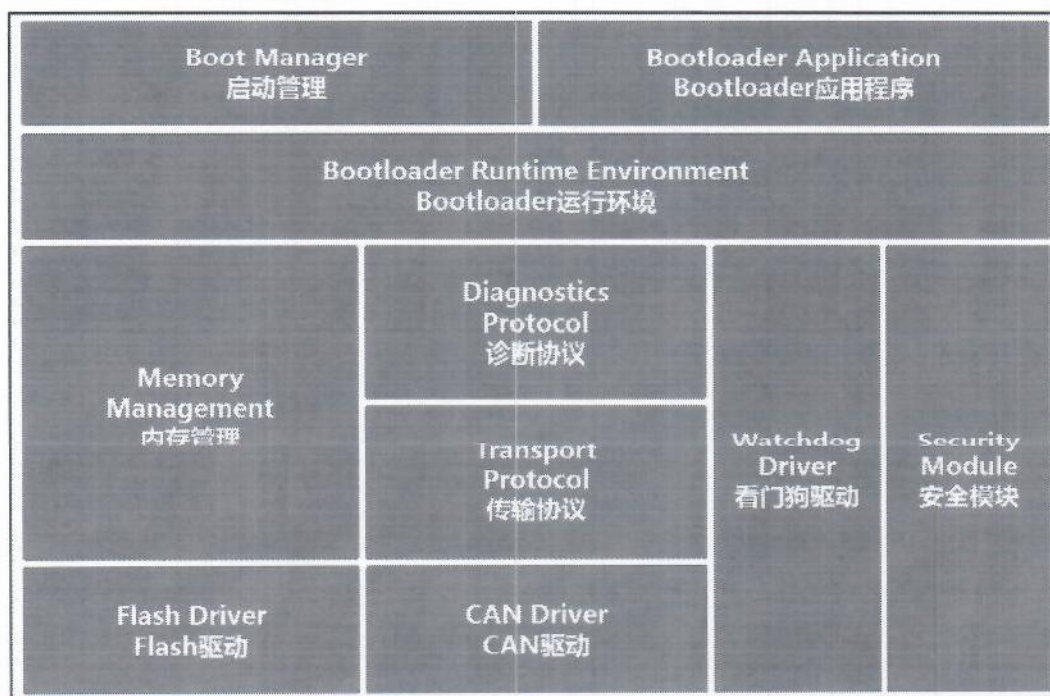 Boot Manager
启动管理
Bootloader Application
Bootloader应用程序
Bootloader Runtime Environment
Bootloader运行环境
Memory
Management
内存管理
Diagnostics
Protocol
诊断协议
Transport
Protocol
传输协议
Watchdog
Driver
看门狗驱动
Security
Module
安全模块
Flash Driver
Flash驱动
CAN Driver
CAN驱动